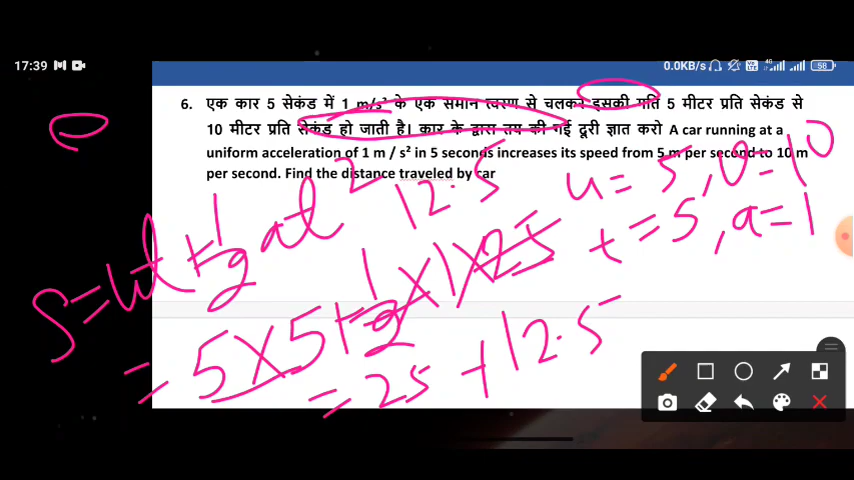 17:39 0.0KB/s 58
6. एक कार 5 सेकंड में 1 m/s² के एक समान त्वरण से चलकर इसकी गति 5 मीटर प्रति सेकंड से
10 मीटर प्रति सेकंड हो जाती है। कार के द्वारा तय की गई दूरी ज्ञात करो A car running at a
uniform acceleration of 1 m / s² in 5 seconds increases its speed from 5 m per second to 10 m
per second. Find the distance traveled by car
u = 5, v = 10
t = 5, a = 1
S = ut + 1/2 at²
12.5
= 5 × 5 + 1/2 × 1 × 25
= 25 + 12.5